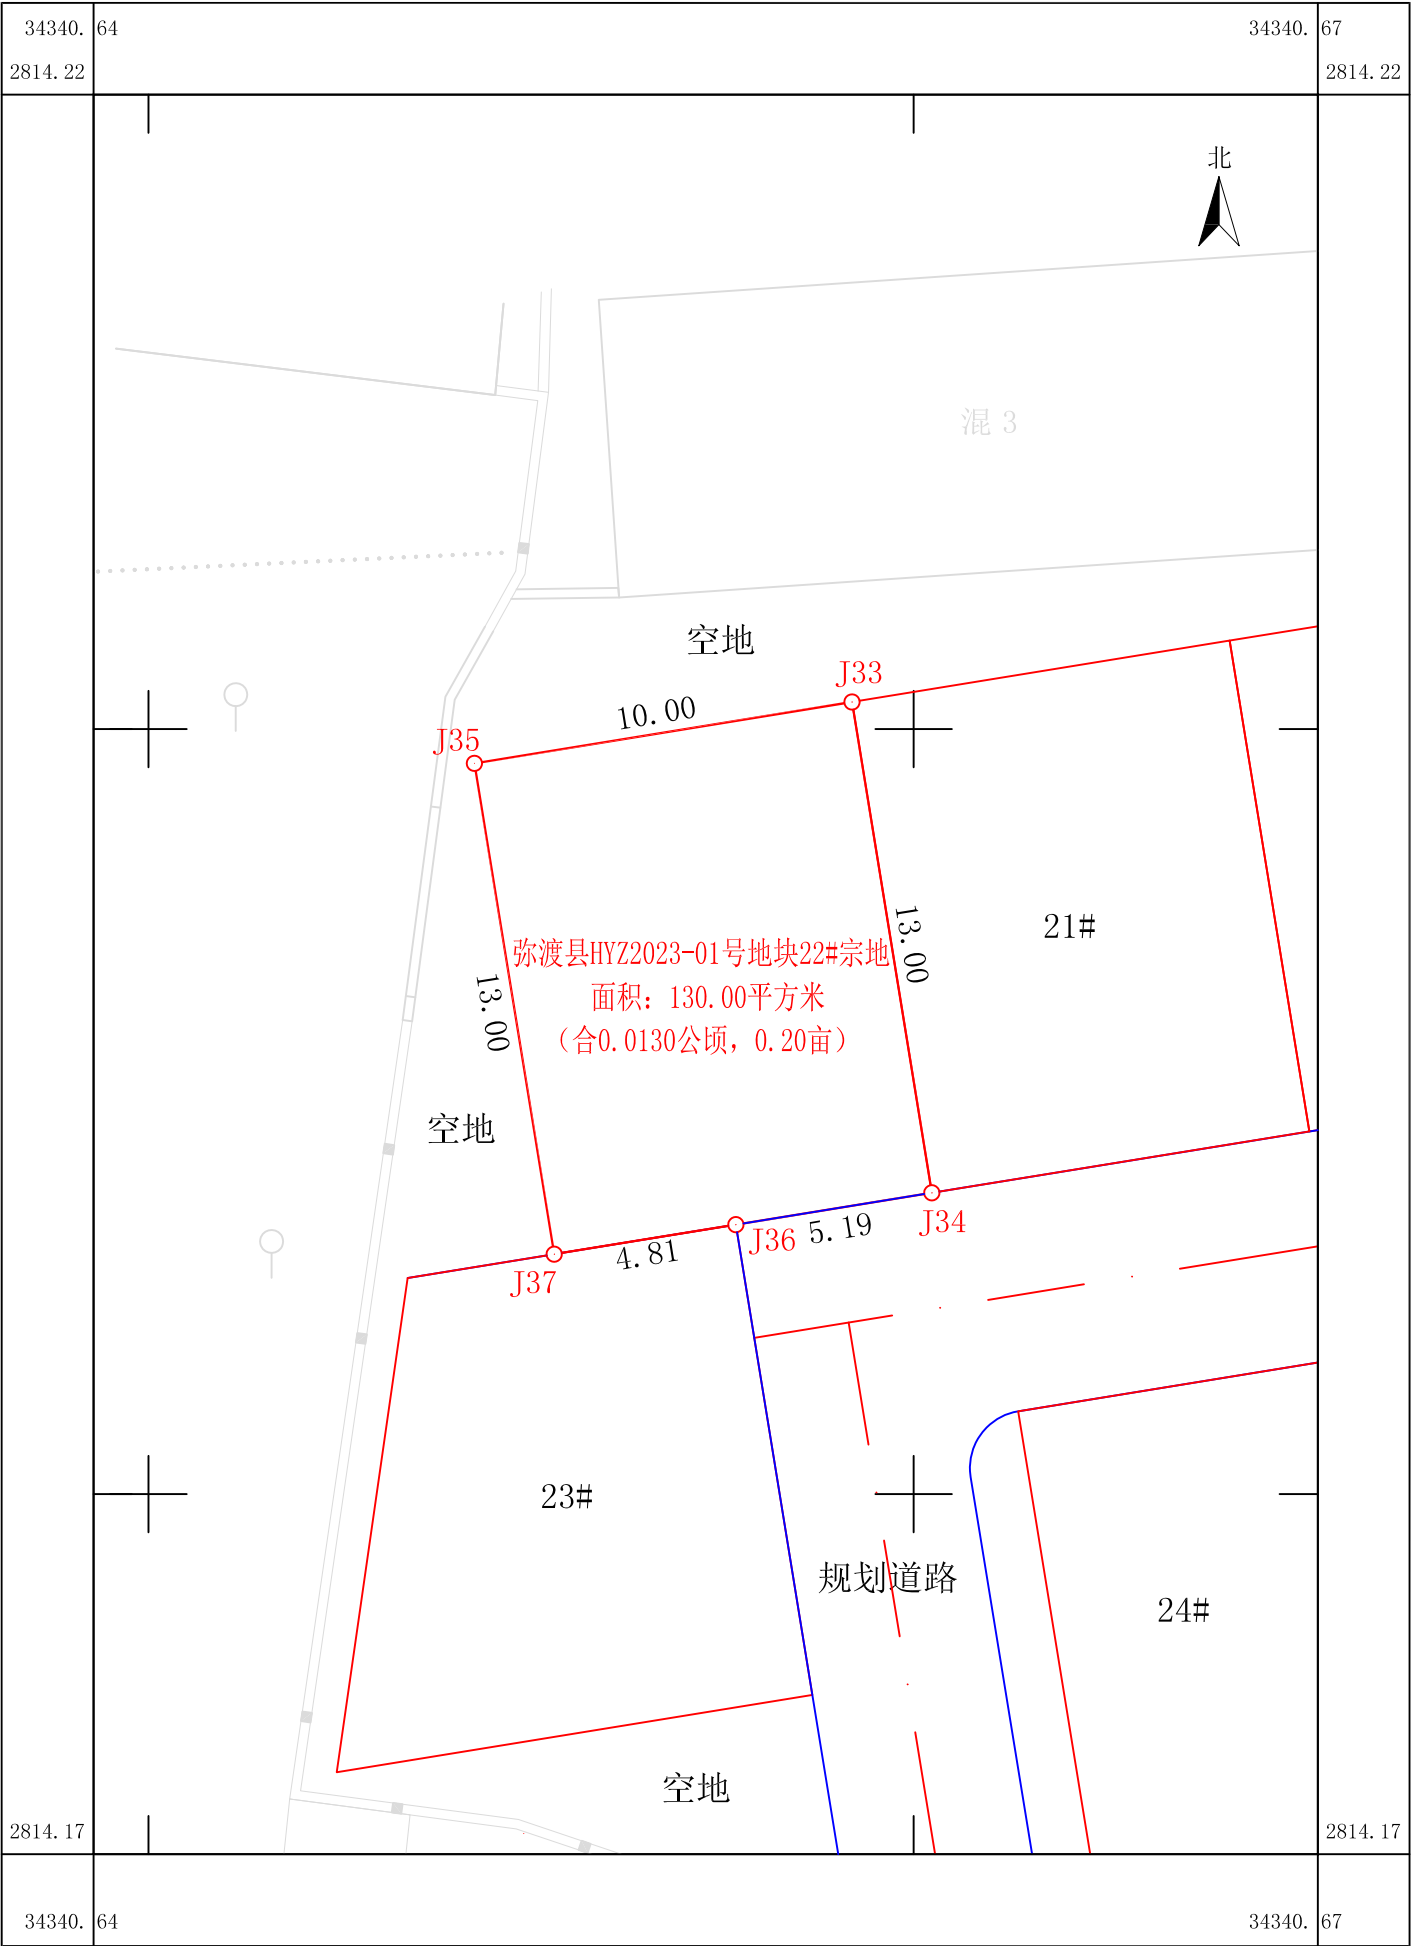 34340. 64
34340. 67
2814.22
2814.22
北
混 3
空地
J33
10.00
J35
13.00
21#
弥渡县HYZ2023-01号地块22#宗地
面积：130.00平方米
（合0.0130公顷，0.20亩）
13.00
空地
J34
5.19
J36
4.81
J37
23#
规划道路
24#
空地
2814.17
2814.17
34340. 64
34340. 67